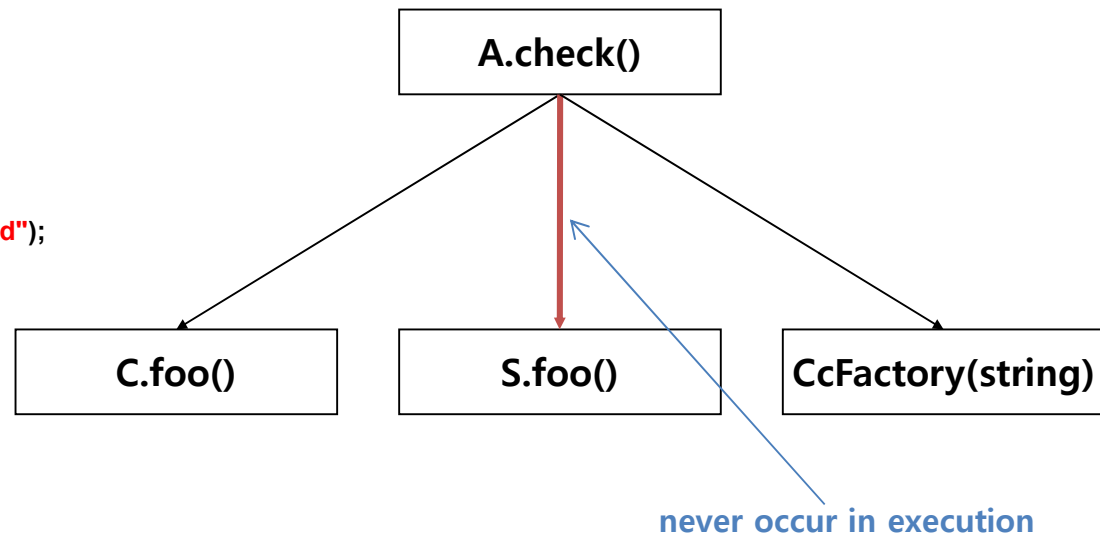 A.check()
d");
C.foo()
S.foo()
CcFactory(string)
never occur in execution